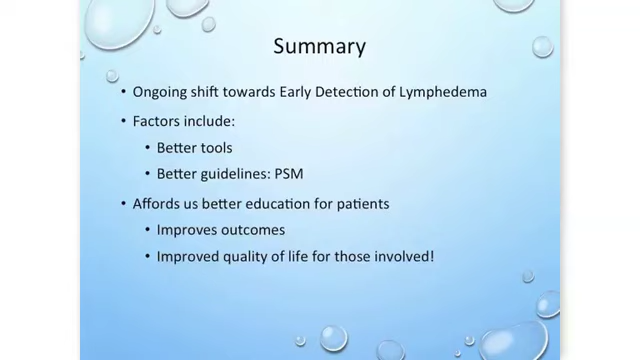 Summary
• Ongoing shift towards Early Detection of Lymphedema
• Factors include:
• Better tools
• Better guidelines: PSM
• Affords us better education for patients
• Improves outcomes
• Improved quality of life for those involved!